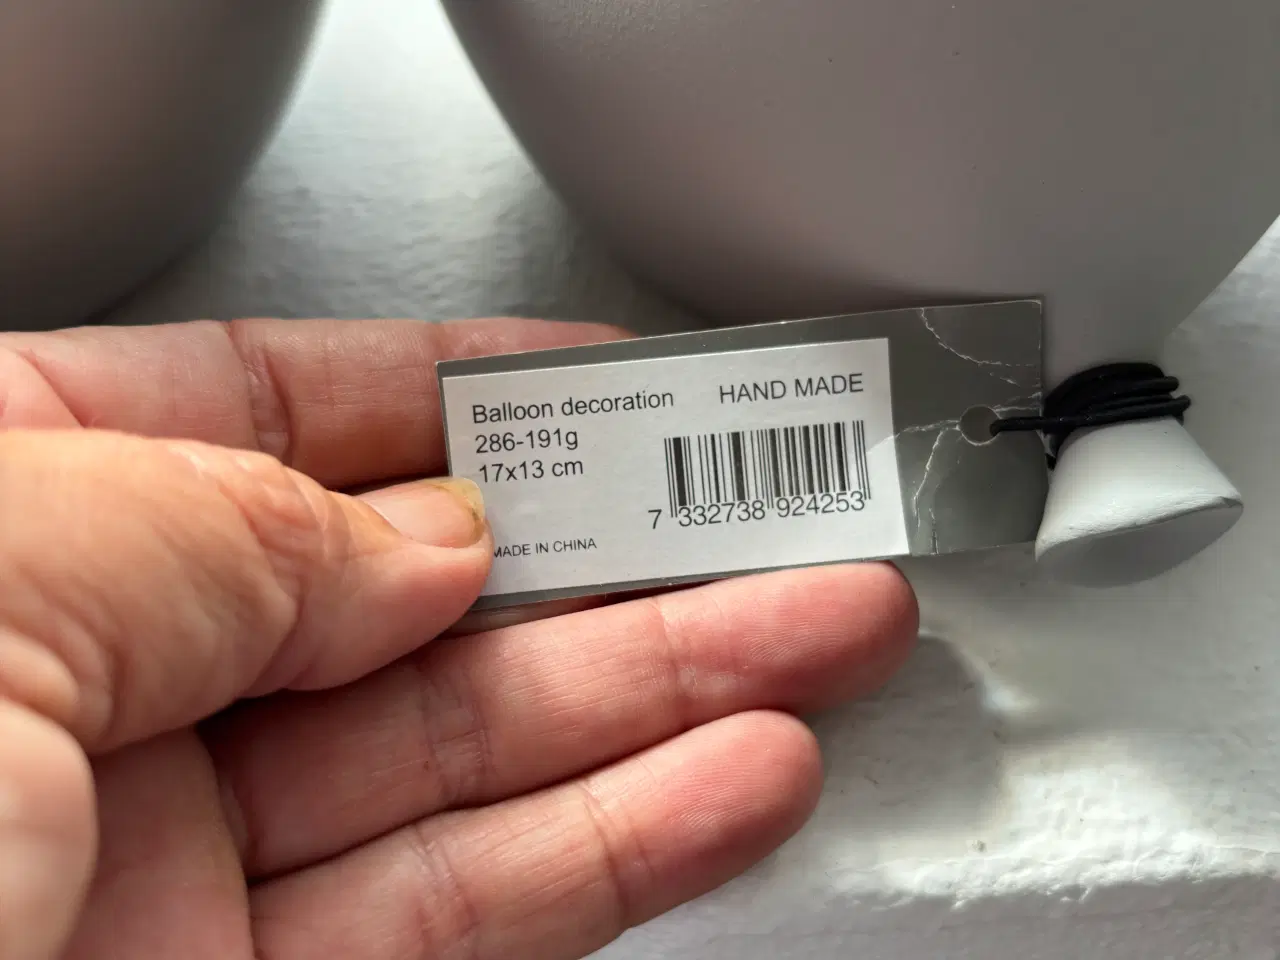 Balloon decoration HAND MADE
286-191g
17x13 cm
7 332738 924253
MADE IN CHINA